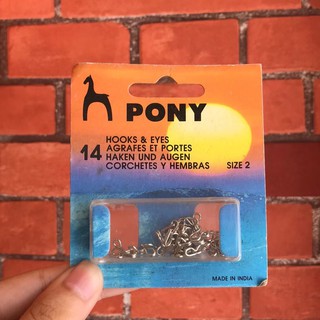 PONY
14
HOOKS & EYES
AGRAFES ET PORTES
HAKEN UND AUGEN
CORCHETES Y HEMBRAS
SIZE 2
MADE IN INDIA